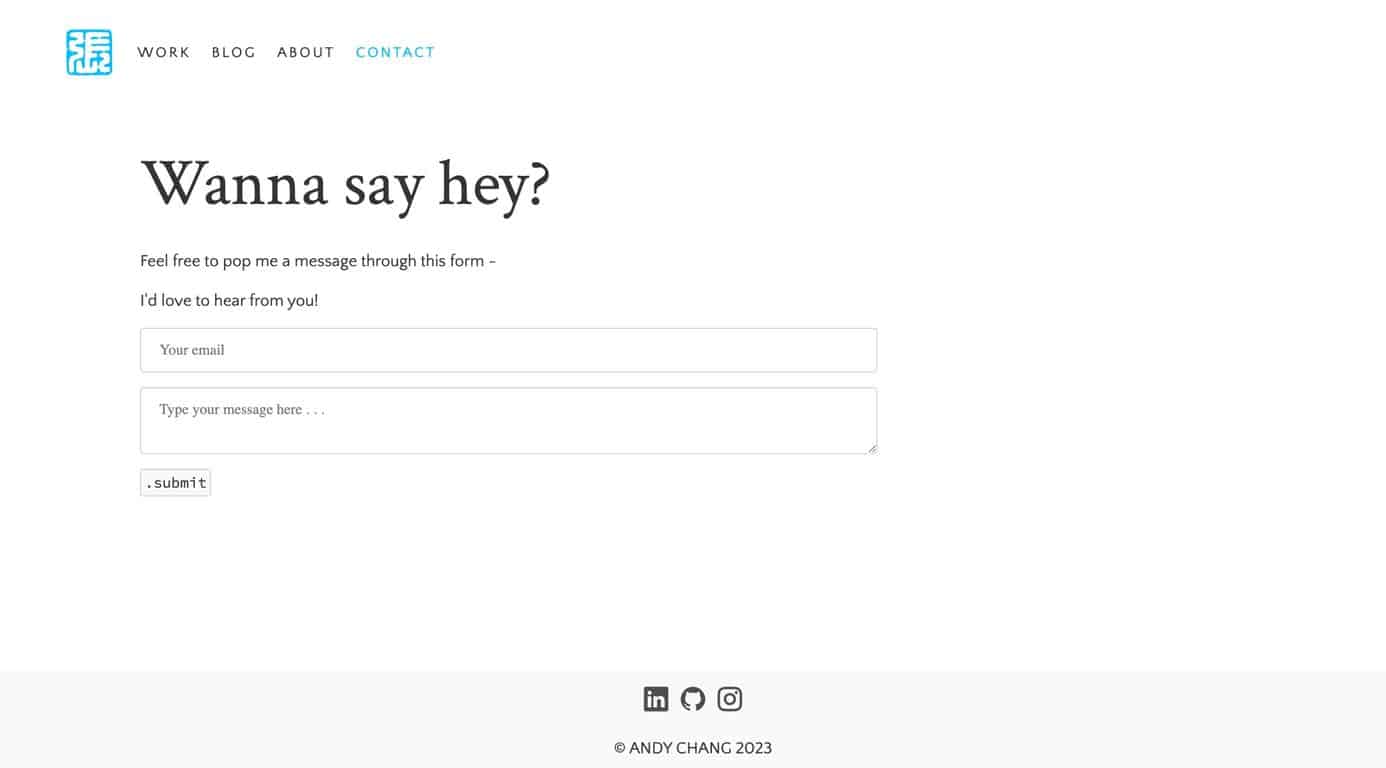 WORK BLOG ABOUT CONTACT
Wanna say hey?
Feel free to pop me a message through this form -
I'd love to hear from you!
Your email
Type your message here . . .
.submit
in
© ANDY CHANG 2023